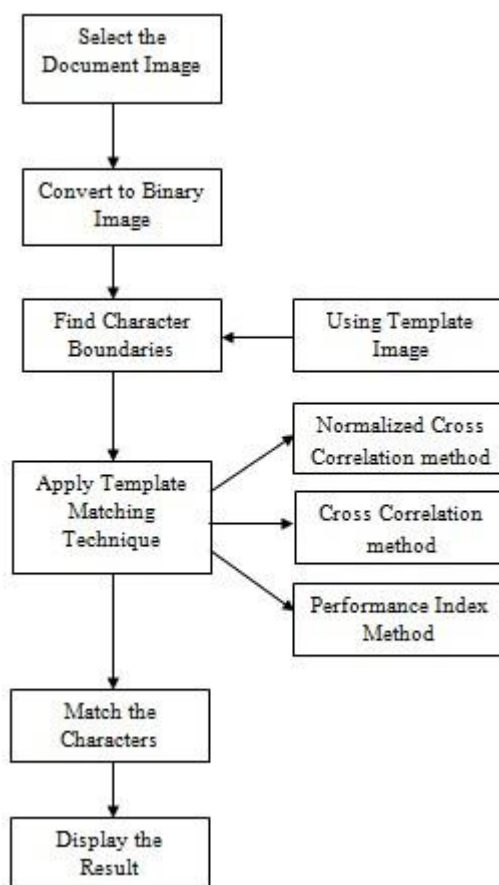 Select the
Document Image
Convert to Binary
Image
Find Character
Boundaries
Using Template
Image
Normalized Cross
Correlation method
Apply Template
Matching
Technique
Cross Correlation
method
Performance Index
Method
Match the
Characters
Display the
Result